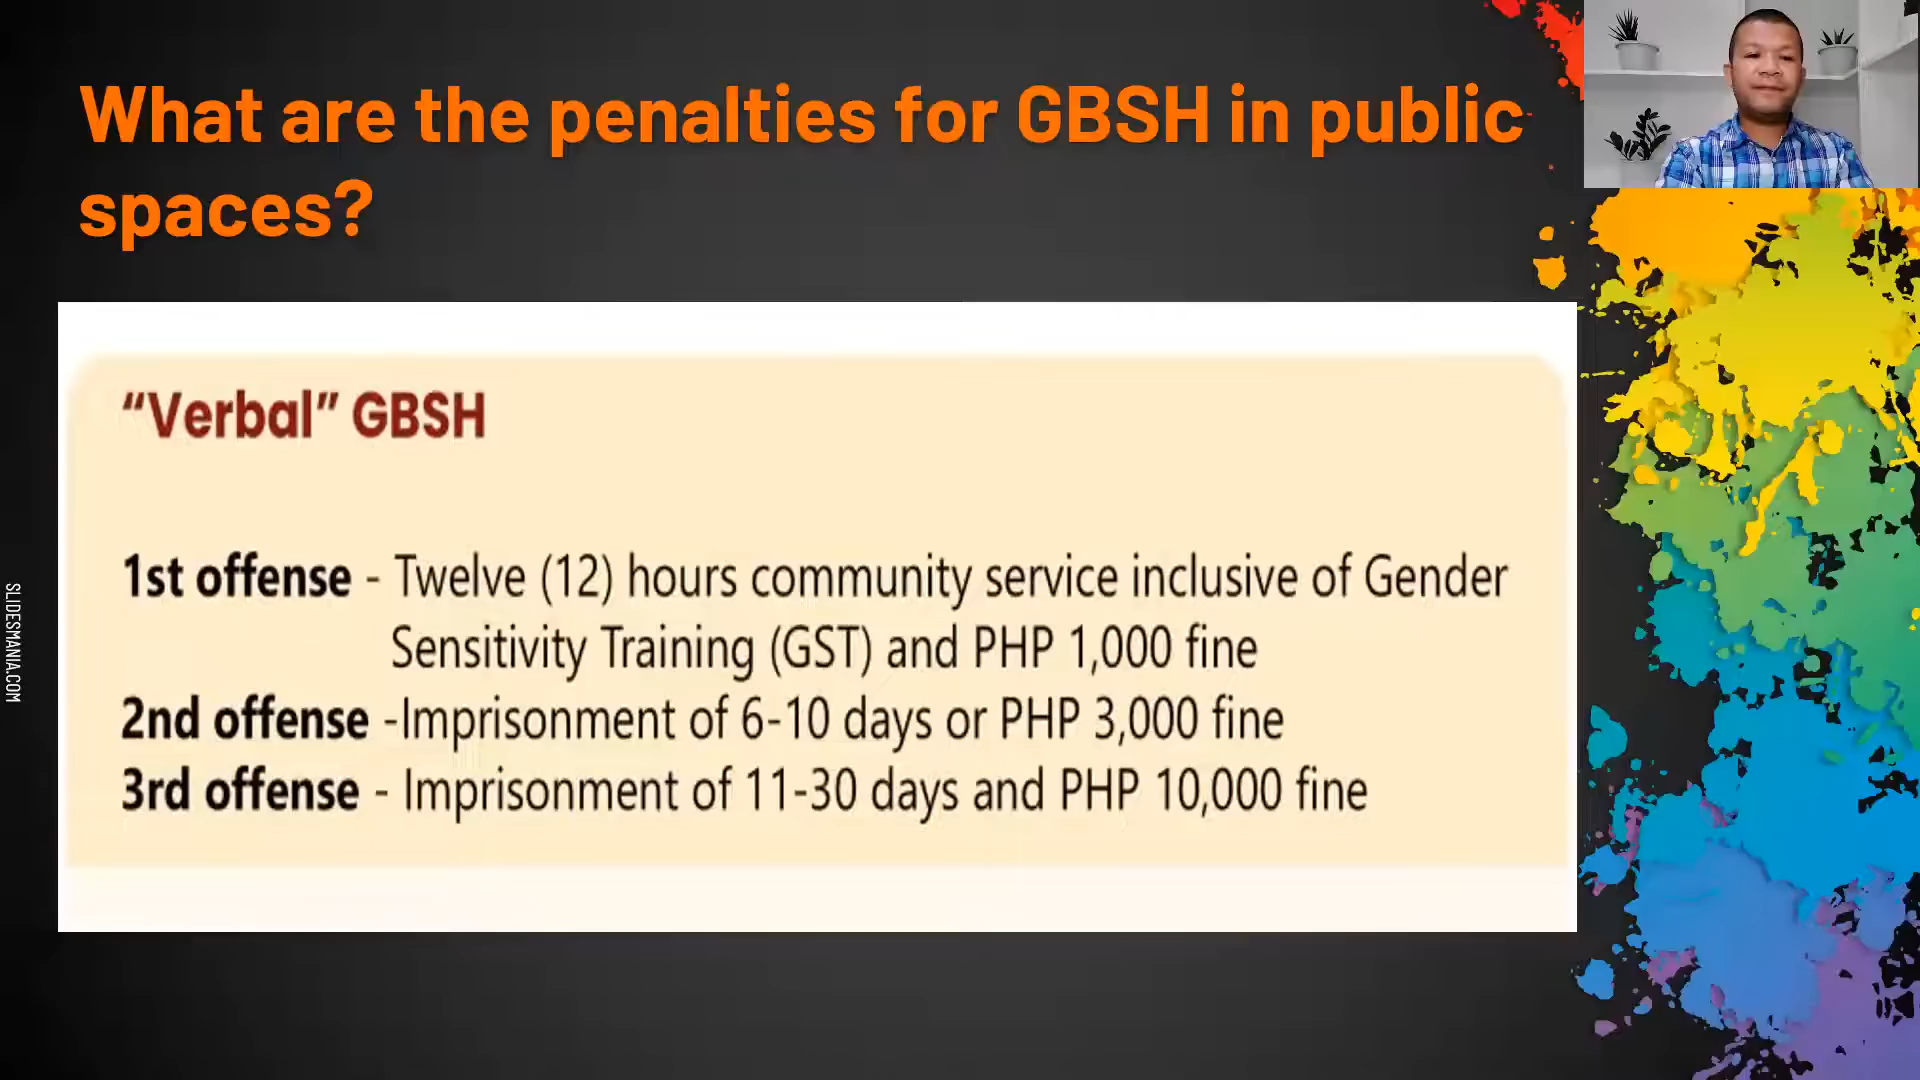 What are the penalties for GBSH in public
spaces?
“Verbal” GBSH
1st offense - Twelve (12) hours community service inclusive of Gender
Sensitivity Training (GST) and PHP 1,000 fine
2nd offense -Imprisonment of 6-10 days or PHP 3,000 fine
3rd offense - Imprisonment of 11-30 days and PHP 10,000 fine
SLIDESMANIA.COM